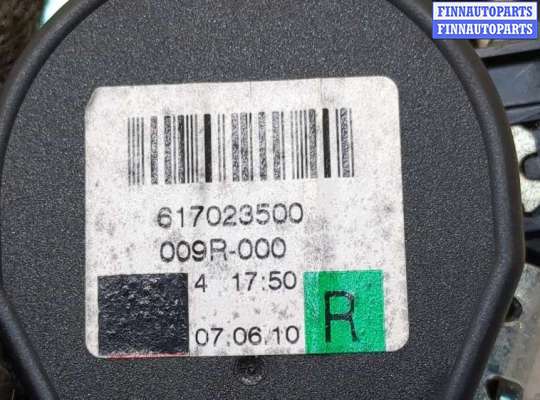 FINNAUTOPARTS
FINNAUTOPARTS
617023500
009R-000
4 17:50
07.06.10
R